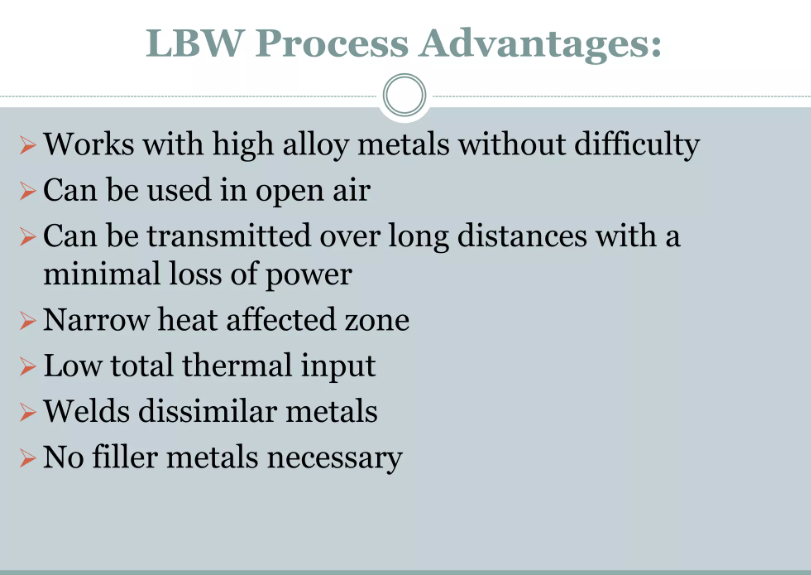 LBW Process Advantages:
Works with high alloy metals without difficulty
Can be used in open air
Can be transmitted over long distances with a
minimal loss of power
Narrow heat affected zone
Low total thermal input
Welds dissimilar metals
No filler metals necessary